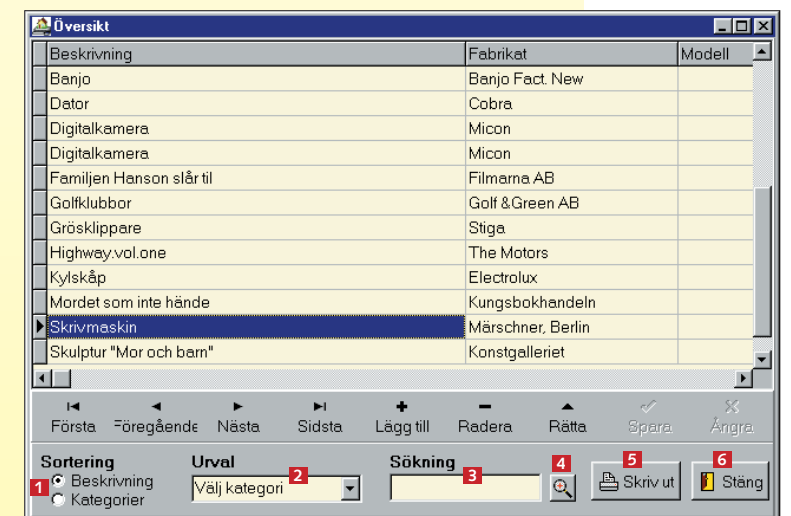 Översikt
Beskrivning Fabrikat Modell
Banjo Banjo Fact. New
Dator Cobra
Digitalkamera Micon
Digitalkamera Micon
Familjen Hanson slår til Filmarna AB
Golfklubbor Golf &Green AB
Grösklippare Stiga
Highway.vol.one The Motors
Kylskåp Electrolux
Mordet som inte hände Kungsbokhandeln
Skrivmaskin Märschner, Berlin
Skulptur "Mor och barn" Konstgalleriet
Första Föregående Nästa Sidsta Lägg till Radera Rätta Spara Ångra
Sortering Urval Sökning 4 5 6
1 Beskrivning Välj kategori 2 3 Skriv ut Stäng
Kategorier